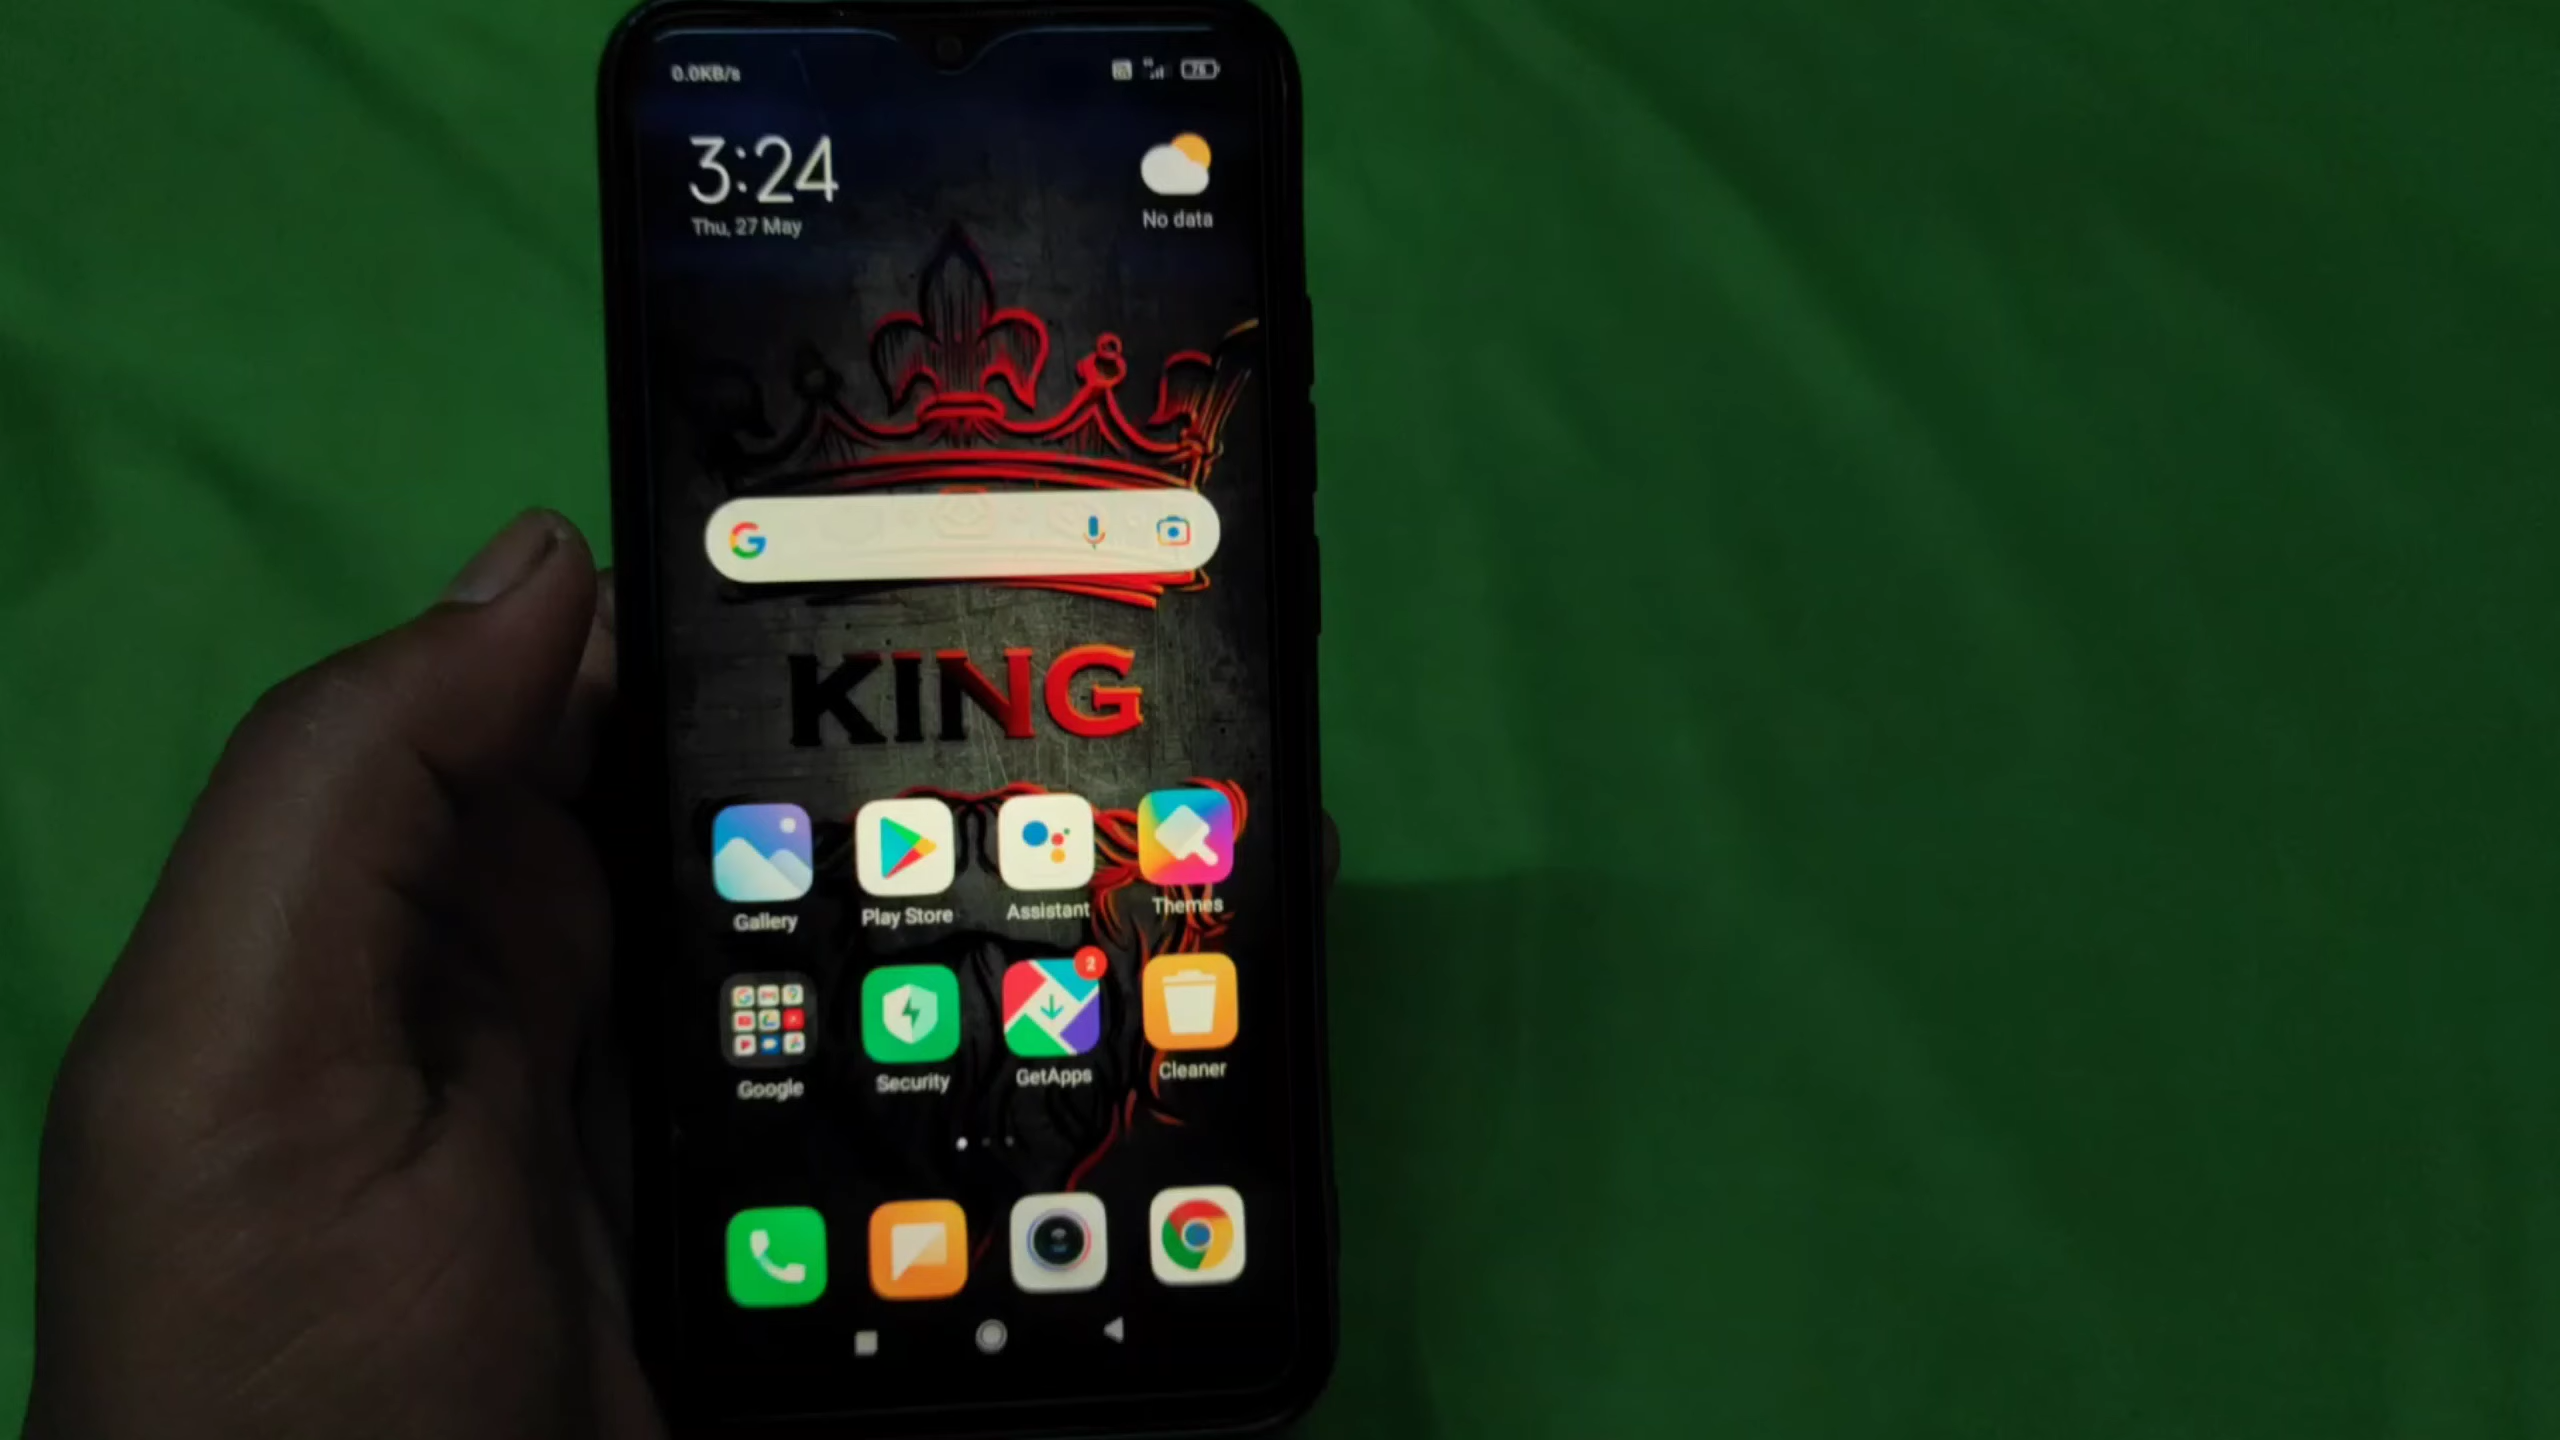 0.0KB/s
76
3:24
Thu, 27 May
No data
G
KING
Gallery
Play Store
Assistant
Themes
2
Google
Security
GetApps
Cleaner